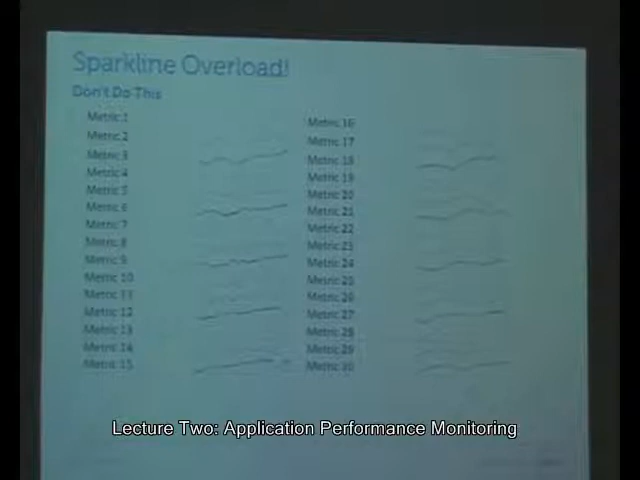 Sparkline Overload!
Don't Do This
Metric 1
Metric 2
Metric 3
Metric 4
Metric 5
Metric 6
Metric 7
Metric 8
Metric 9
Metric 10
Metric 11
Metric 12
Metric 13
Metric 14
Metric 15
Metric 16
Metric 17
Metric 18
Metric 19
Metric 20
Metric 21
Metric 22
Metric 23
Metric 24
Metric 25
Metric 26
Metric 27
Metric 28
Metric 29
Metric 30
Lecture Two: Application Performance Monitoring